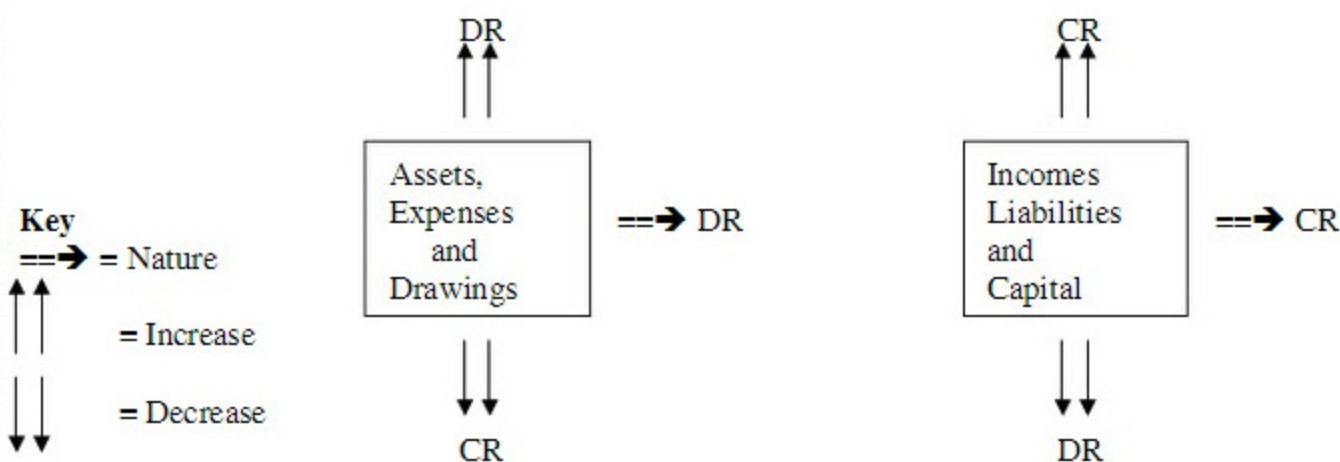 DR
CR
Assets,
Expenses
and
Drawings
==➔ DR
Incomes
Liabilities
and
Capital
==➔ CR
Key
==➔ = Nature
= Increase
= Decrease
CR
DR